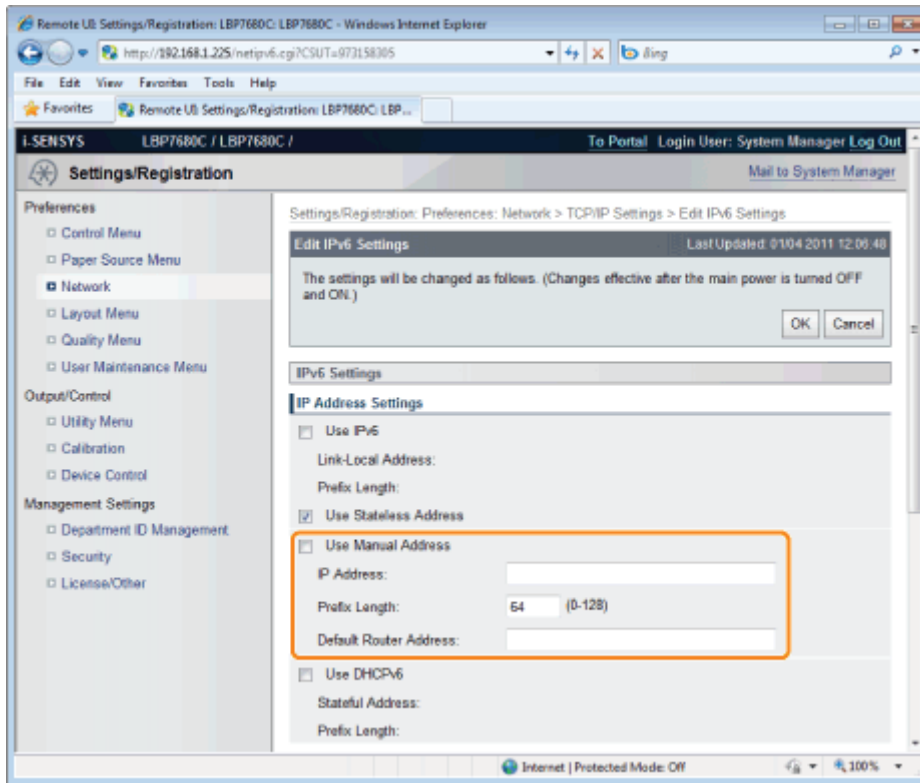 Remote UI: Settings/Registration: LBP7680C: LBP7680C - Windows Internet Explorer
http://192.168.1.225/netipv6.cgi?CSUT=973158305
Bing
File Edit View Favorites Tools Help
Favorites
Remote UI: Settings/Registration: LBP7680C: LBP...
i-SENSYS LBP7680C / LBP7680C /
To Portal Login User: System Manager Log Out
Settings/Registration
Mail to System Manager
Preferences
Control Menu
Paper Source Menu
Network
Layout Menu
Quality Menu
User Maintenance Menu
Output/Control
Utility Menu
Calibration
Device Control
Management Settings
Department ID Management
Security
License/Other
Settings/Registration: Preferences: Network > TCP/IP Settings > Edit IPv6 Settings
Edit IPv6 Settings
Last Updated: 01/04 2011 12:06:48
The settings will be changed as follows. (Changes effective after the main power is turned OFF
and ON.)
OK Cancel
IPv6 Settings
IP Address Settings
Use IPv6
Link-Local Address:
Prefix Length:
Use Stateless Address
Use Manual Address
IP Address:
Prefix Length: 64 (0-128)
Default Router Address:
Use DHCPv6
Stateful Address:
Prefix Length:
Internet | Protected Mode: Off
100%